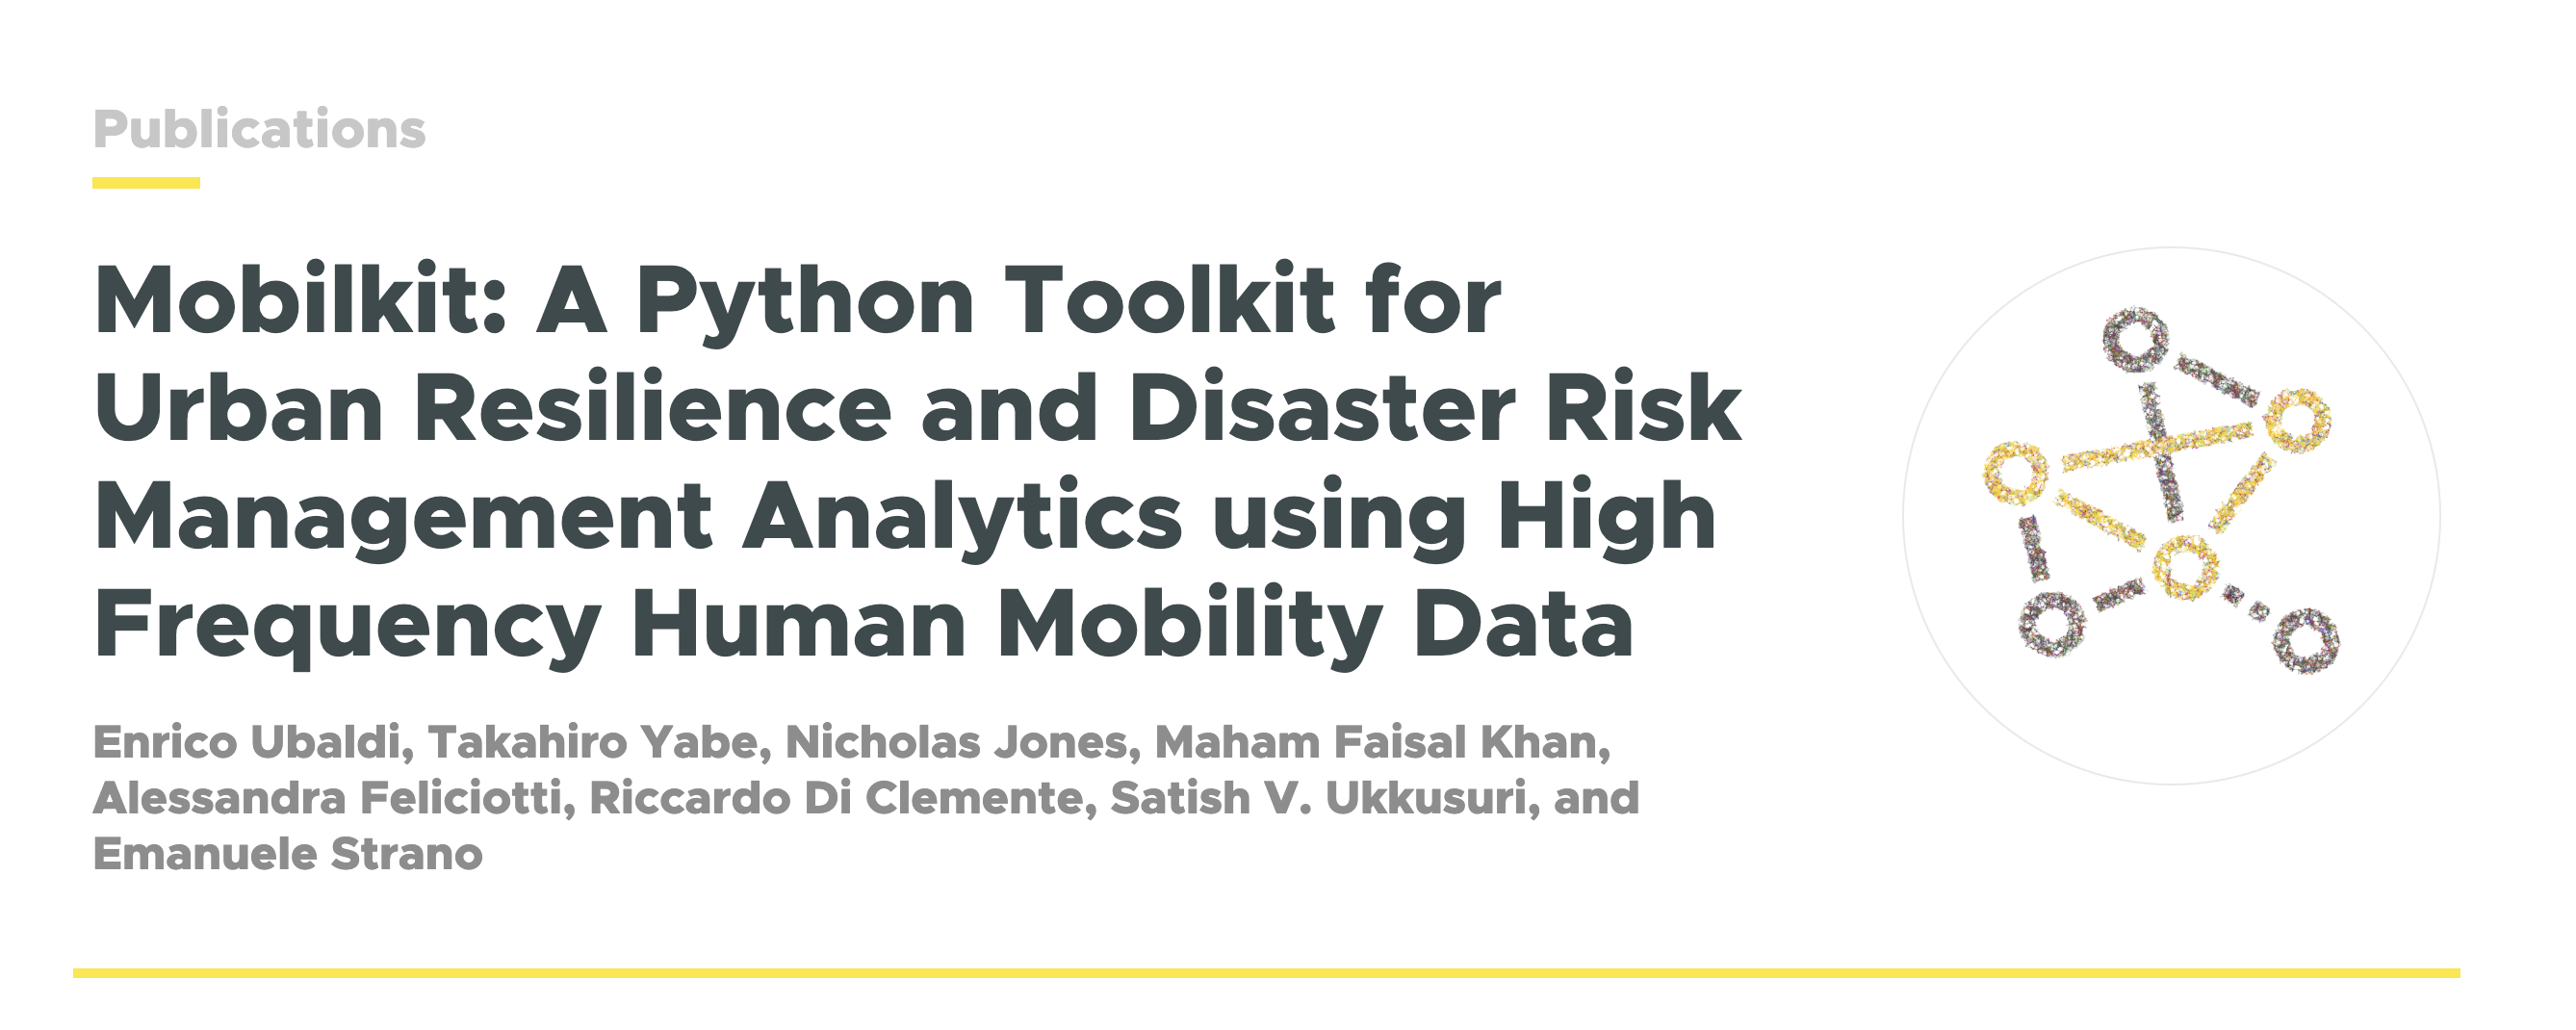 Publications
Mobilkit: A Python Toolkit for
Urban Resilience and Disaster Risk
Management Analytics using High
Frequency Human Mobility Data
Enrico Ubaldi, Takahiro Yabe, Nicholas Jones, Maham Faisal Khan,
Alessandra Feliciotti, Riccardo Di Clemente, Satish V. Ukkusuri, and
Emanuele Strano